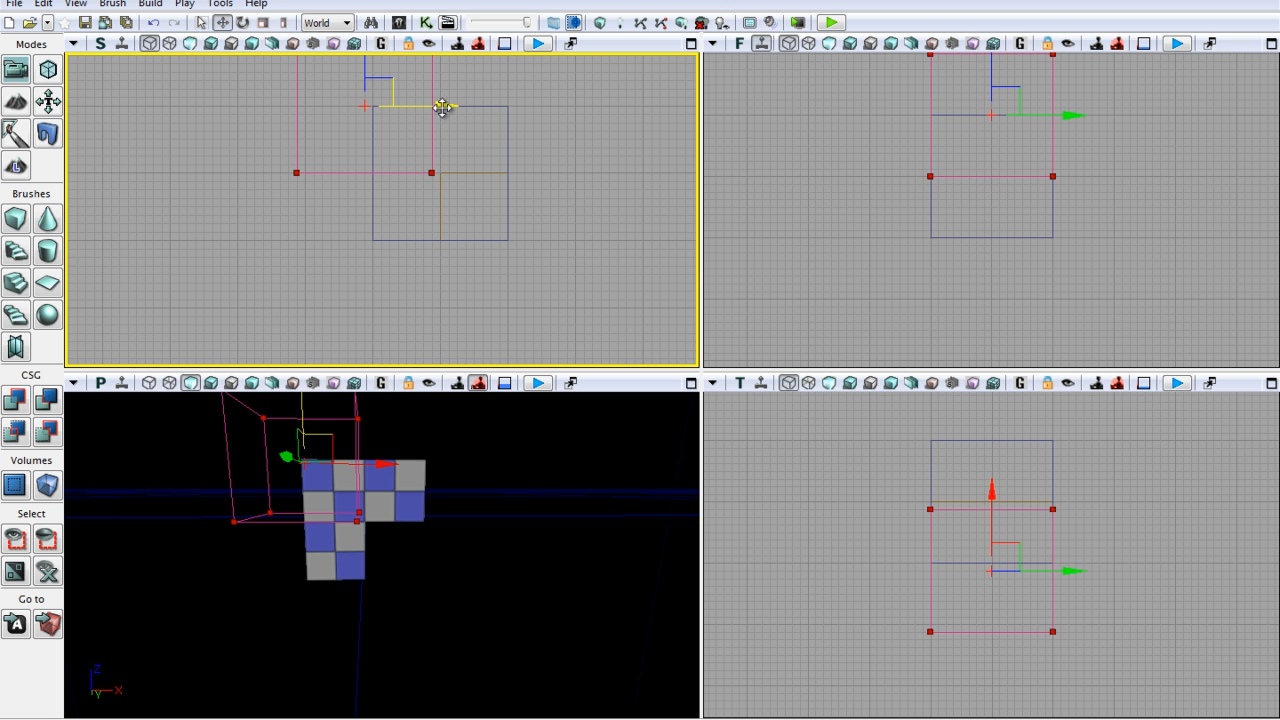 File Edit View Brush Build Play Tools Help
World
Modes
Brushes
CSG
Volumes
Select
Go to
S G
F G
P G
T G
Z
Y X